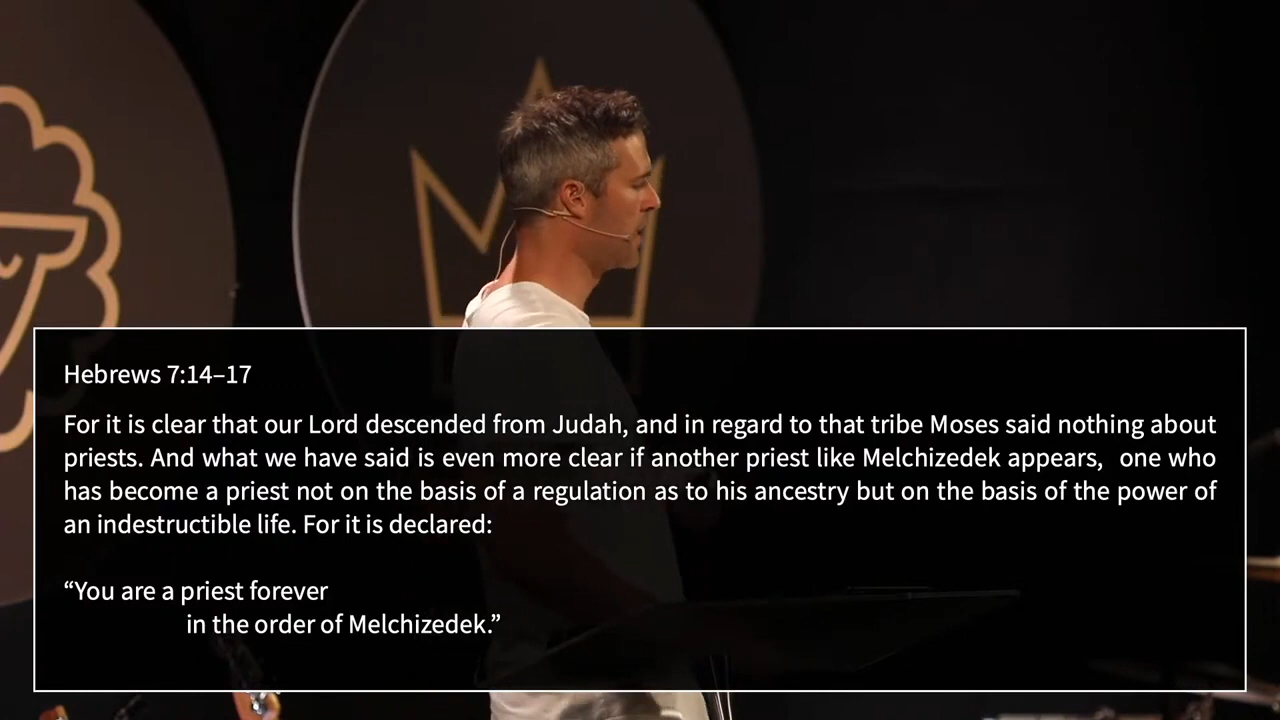 Hebrews 7:14–17
For it is clear that our Lord descended from Judah, and in regard to that tribe Moses said nothing about
priests. And what we have said is even more clear if another priest like Melchizedek appears,  one who
has become a priest not on the basis of a regulation as to his ancestry but on the basis of the power of
an indestructible life. For it is declared:
“You are a priest forever
in the order of Melchizedek.”